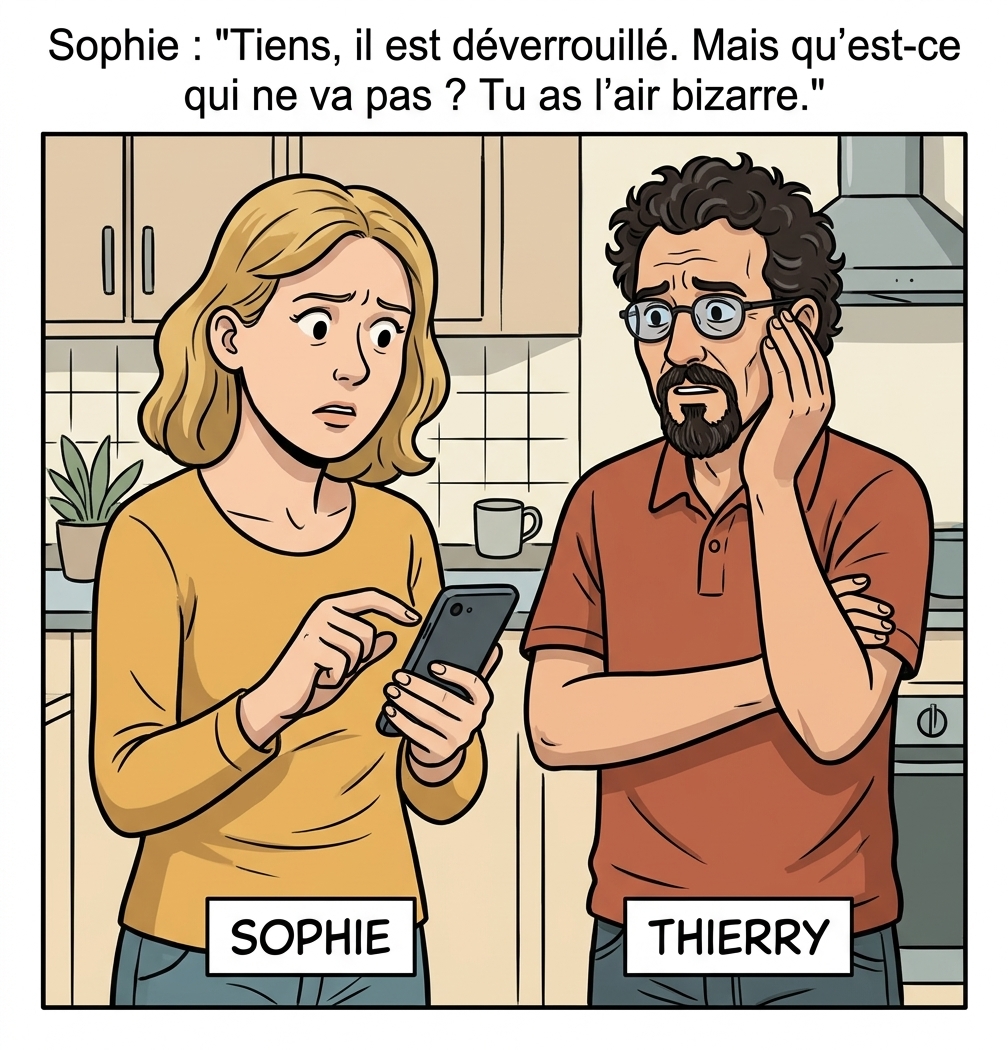 Sophie : "Tiens, il est déverrouillé. Mais qu’est-ce
qui ne va pas ? Tu as l’air bizarre."
SOPHIE
THIERRY